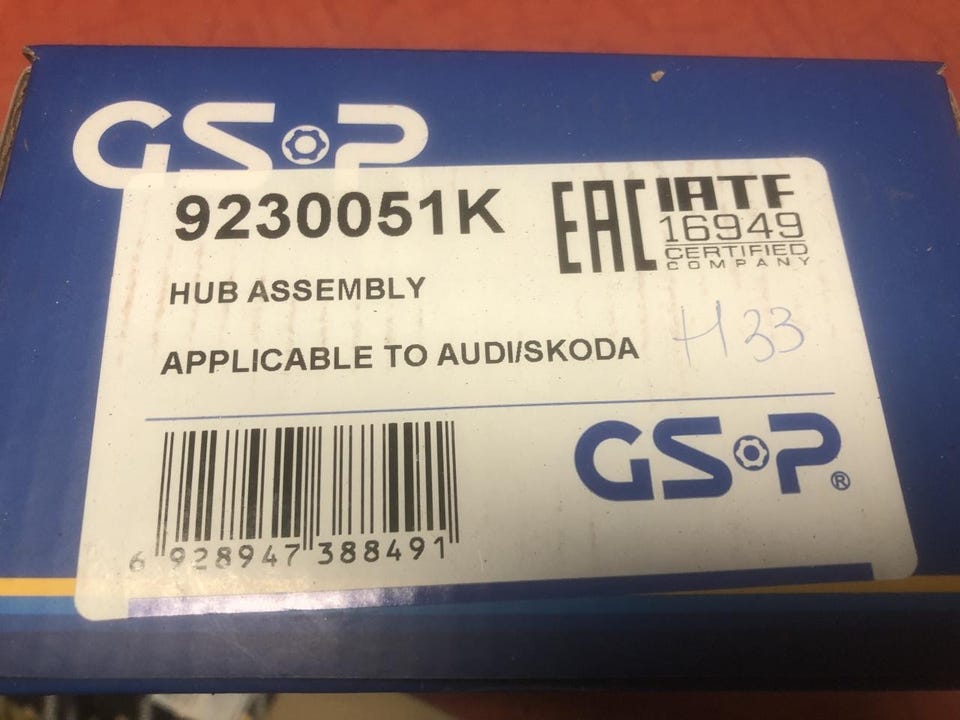 GSP
9230051K
EAC
IATF
16949
CERTIFIED
COMPANY
HUB ASSEMBLY
H33
APPLICABLE TO AUDI/SKODA
GSP®
6 928947 388491